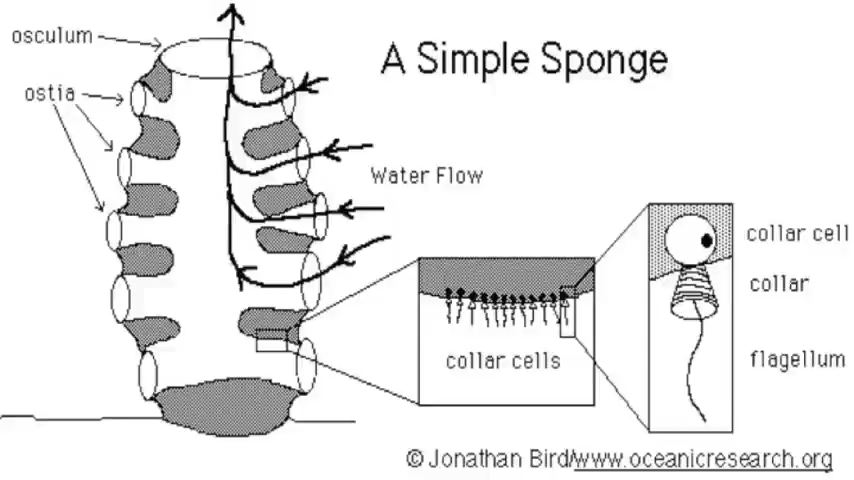 A Simple Sponge
osculum
ostia
Water Flow
collar cells
collar cell
collar
flagellum
© Jonathan Bird/www.oceanicresearch.org